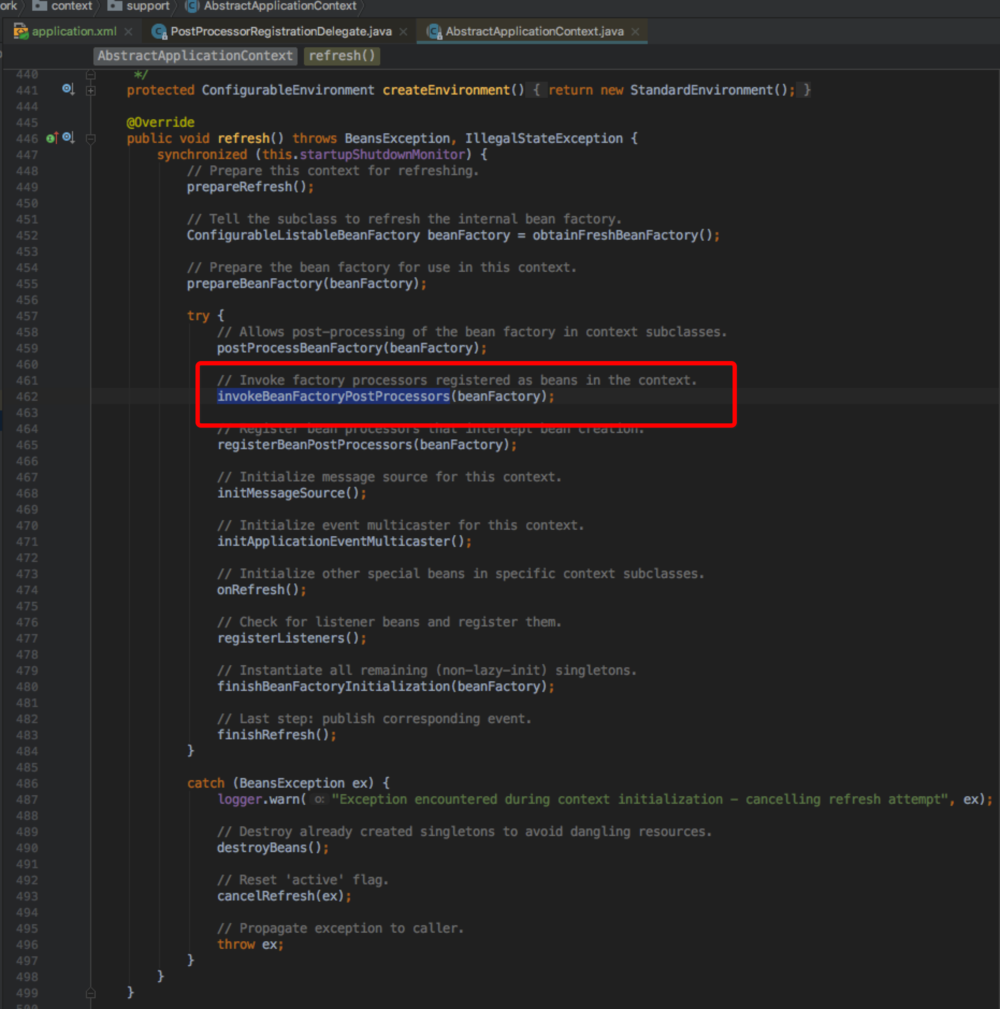 ork context support AbstractApplicationContext
application.xml PostProcessorRegistrationDelegate.java AbstractApplicationContext.java
AbstractApplicationContext refresh()
440 */
441 protected ConfigurableEnvironment createEnvironment() { return new StandardEnvironment(); }
444
445 @Override
446 public void refresh() throws BeansException, IllegalStateException {
447 synchronized (this.startupShutdownMonitor) {
448 // Prepare this context for refreshing.
449 prepareRefresh();
450
451 // Tell the subclass to refresh the internal bean factory.
452 ConfigurableListableBeanFactory beanFactory = obtainFreshBeanFactory();
453
454 // Prepare the bean factory for use in this context.
455 prepareBeanFactory(beanFactory);
456
457 try {
458 // Allows post-processing of the bean factory in context subclasses.
459 postProcessBeanFactory(beanFactory);
460
461 // Invoke factory processors registered as beans in the context.
462 invokeBeanFactoryPostProcessors(beanFactory);
463
464 // Register bean processors that intercept bean creation.
465 registerBeanPostProcessors(beanFactory);
466
467 // Initialize message source for this context.
468 initMessageSource();
469
470 // Initialize event multicaster for this context.
471 initApplicationEventMulticaster();
472
473 // Initialize other special beans in specific context subclasses.
474 onRefresh();
475
476 // Check for listener beans and register them.
477 registerListeners();
478
479 // Instantiate all remaining (non-lazy-init) singletons.
480 finishBeanFactoryInitialization(beanFactory);
481
482 // Last step: publish corresponding event.
483 finishRefresh();
484 }
485
486 catch (BeansException ex) {
487 logger.warn( o: "Exception encountered during context initialization - cancelling refresh attempt", ex);
488
489 // Destroy already created singletons to avoid dangling resources.
490 destroyBeans();
491
492 // Reset 'active' flag.
493 cancelRefresh(ex);
494
495 // Propagate exception to caller.
496 throw ex;
497 }
498 }
499 }
500